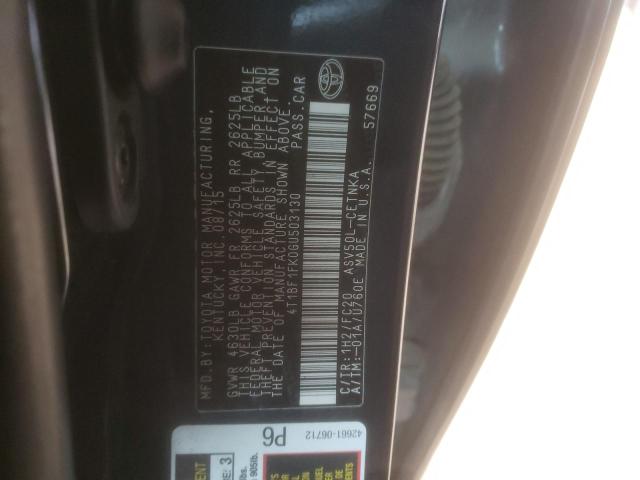 MFD.BY:TOYOTA MOTOR MANUFACTURING,
KENTUCKY, INC. 08/15
GVWR 4630LB GAWR FR 2625LB RR 2625LB
THIS VEHICLE CONFORMS TO ALL APPLICABLE
FEDERAL MOTOR VEHICLE SAFETY, BUMPER AND
THEFT PREVENTION STANDARDS IN EFFECT ON
THE DATE OF MANUFACTURE SHOWN ABOVE.
4T1BF1FK0GU503130 PASS.CAR
C/TR:1H2/FC20 ASV50L-CETNKA
A/TM:-01A/U760E MADE IN U.S.A.
57669
42661-06712
P6
3
905lb.